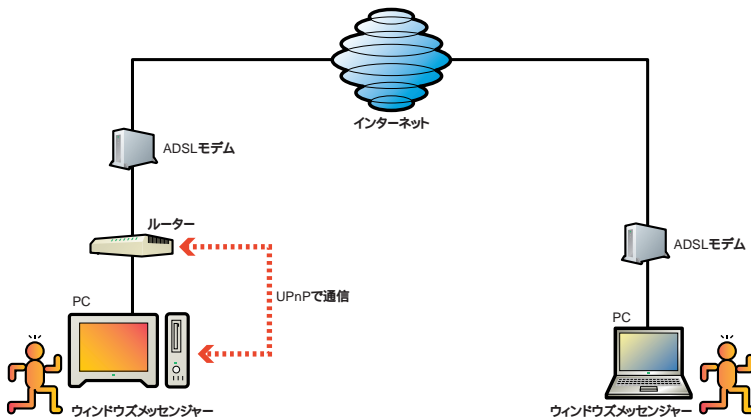 インターネット
ADSLモデム
ルーター
ADSLモデム
PC
UPnPで通信
PC
ウィンドウズメッセンジャー
ウィンドウズメッセンジャー